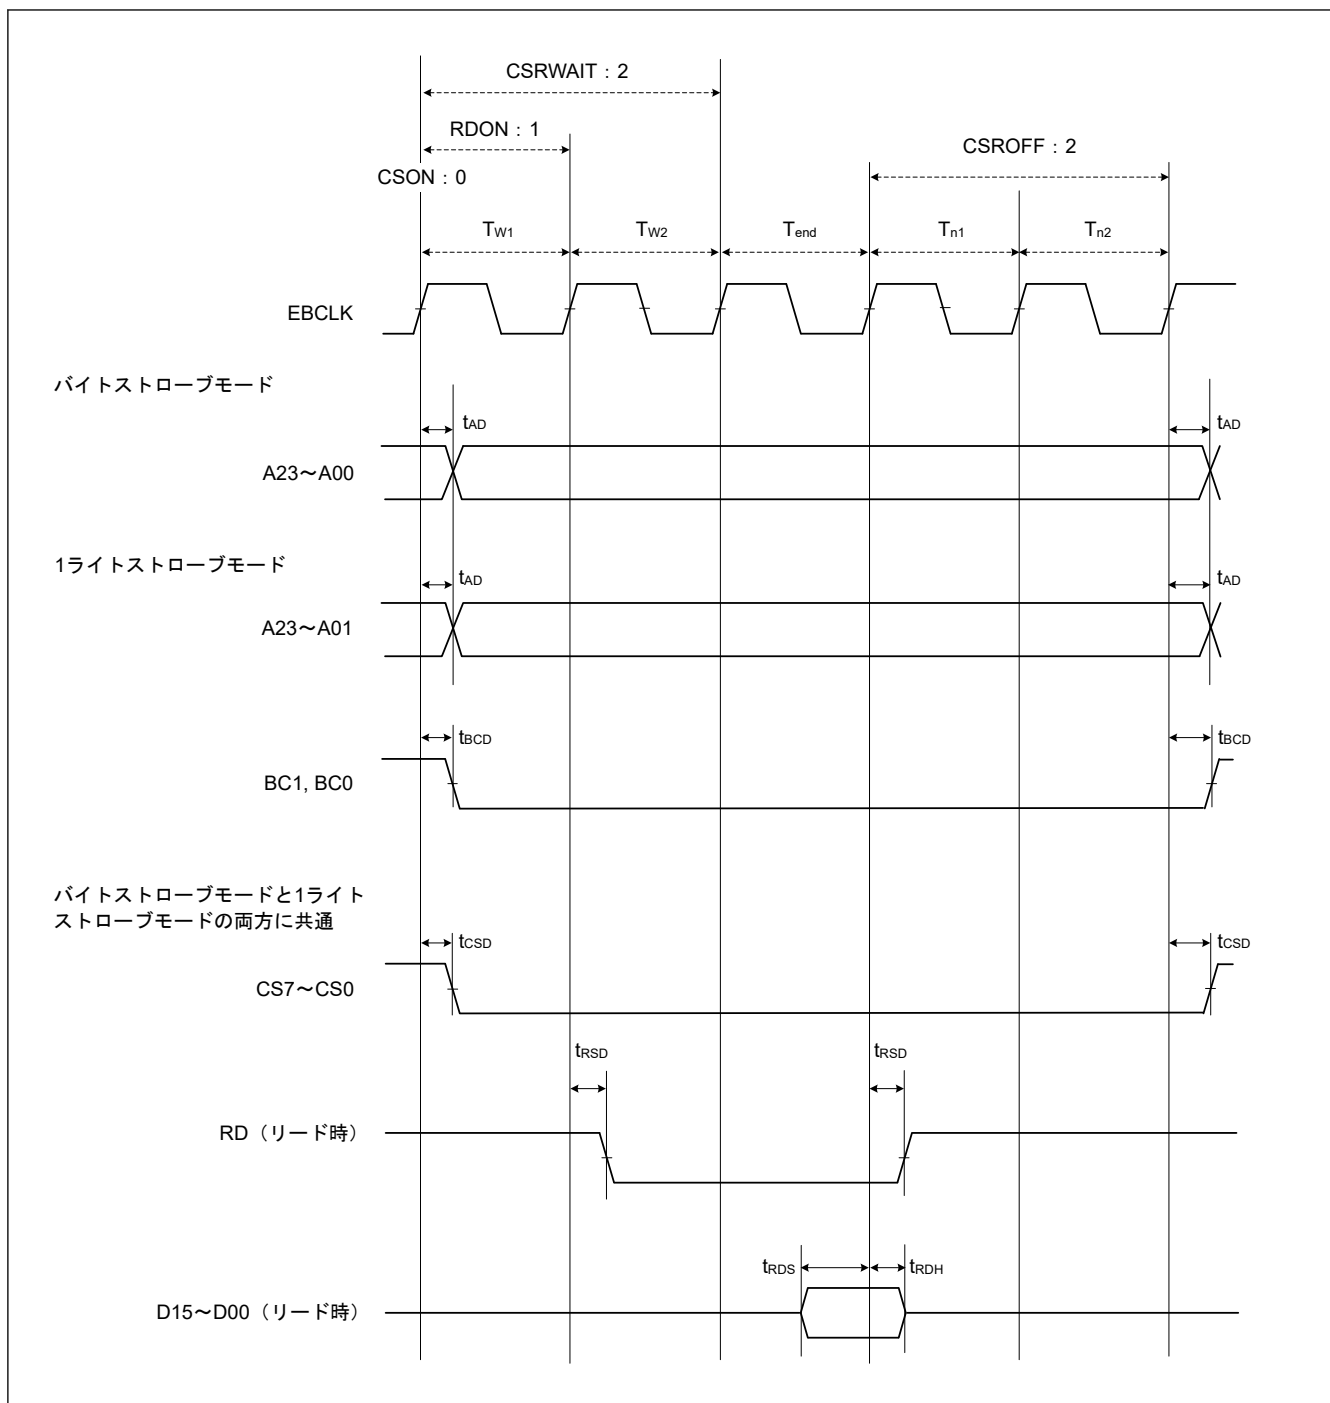 CSRWAIT：2
RDON：1
CSROFF：2
CSON：0
TW1 TW2 Tend Tn1 Tn2
EBCLK
バイトストローブモード
tAD tAD
A23～A00
1ライトストローブモード
tAD tAD
A23～A01
tBCD tBCD
BC1, BC0
バイトストローブモードと1ライト
ストローブモードの両方に共通
tCSD tCSD
CS7～CS0
tRSD tRSD
RD（リード時）
tRDS tRDH
D15～D00（リード時）